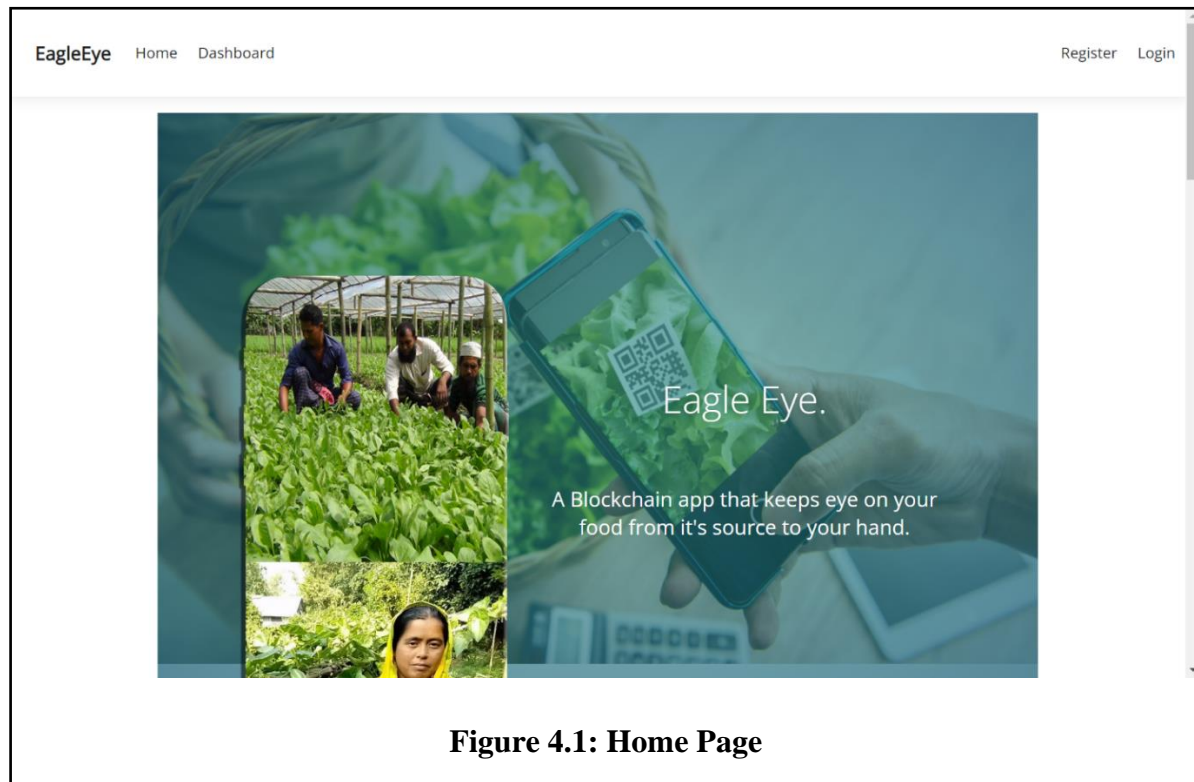 EagleEye Home Dashboard Register Login
Eagle Eye.
A Blockchain app that keeps eye on your
food from it's source to your hand.
Figure 4.1: Home Page